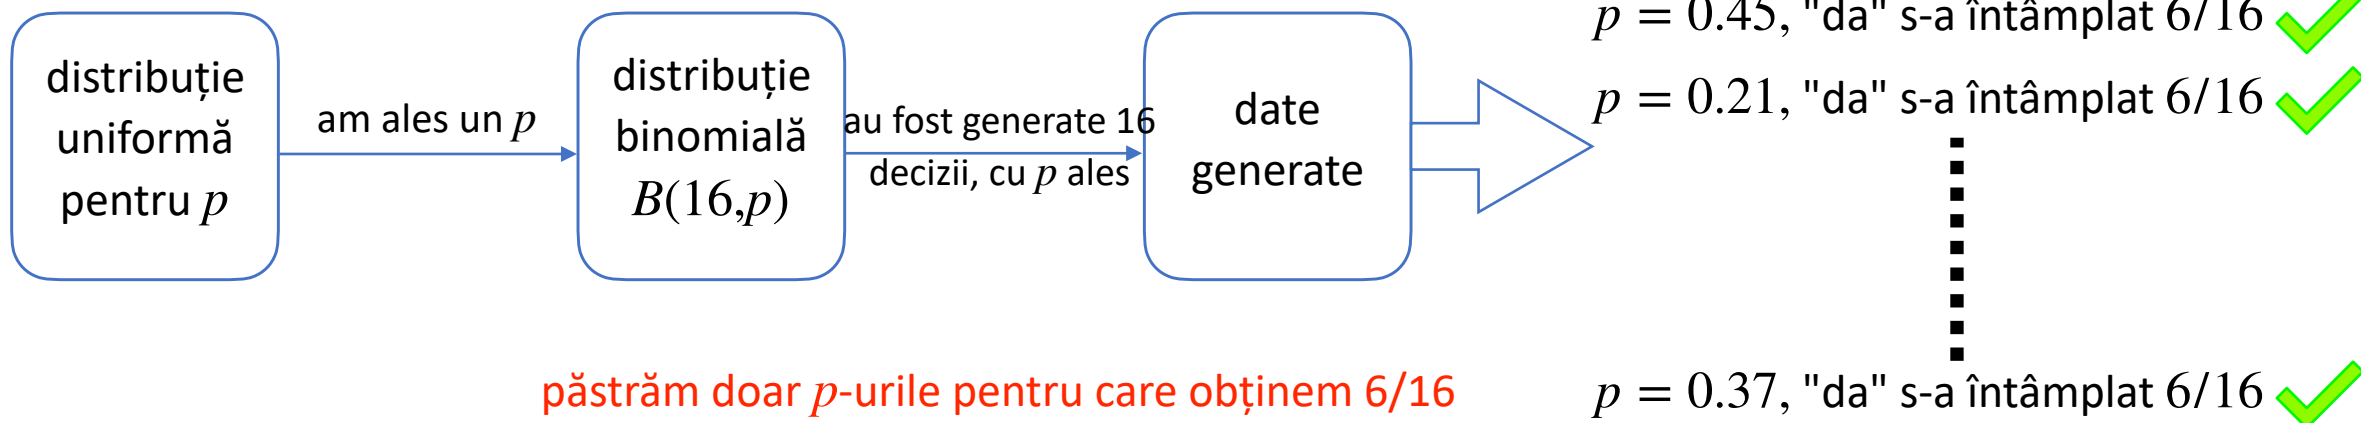 distribuție
uniformă
pentru p
am ales un p
distribuție
binomială
B(16,p)
au fost generate 16
decizii, cu p ales
date
generate
p = 0.45, "da" s-a întâmplat 6/16
p = 0.21, "da" s-a întâmplat 6/16
p = 0.37, "da" s-a întâmplat 6/16
păstrăm doar p-urile pentru care obținem 6/16